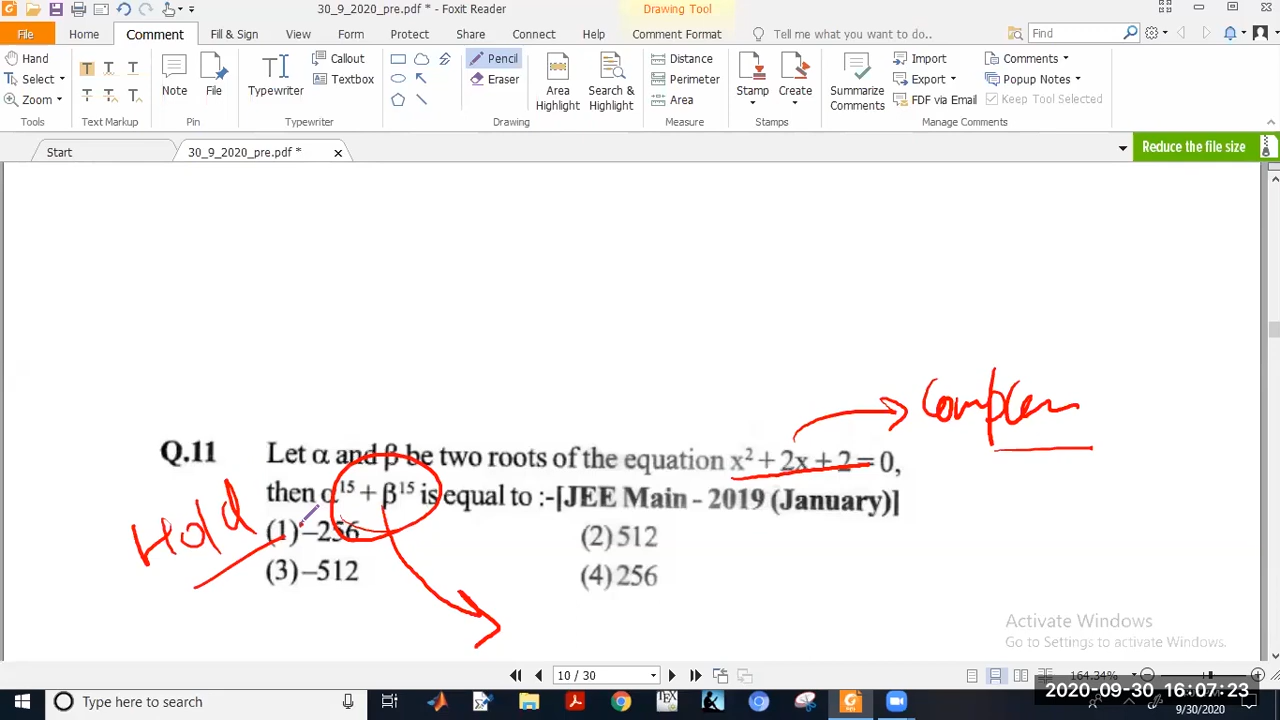 30_9_2020_pre.pdf * - Foxit Reader
Drawing Tool
File Home Comment Fill & Sign View Form Protect Share Connect Help Comment Format Tell me what you want to do.. Find
Hand
Select
Zoom
Tools
Text Markup
Note
File
Pin
Callout
Textbox
Typewriter
Typewriter
Pencil
Eraser
Area Highlight
Search & Highlight
Drawing
Distance
Perimeter
Area
Measure
Stamp
Create
Stamps
Summarize Comments
Import
Export
FDF via Email
Comments
Popup Notes
Keep Tool Selected
Manage Comments
Start 30_9_2020_pre.pdf * Reduce the file size
Q.11 Let α and β be two roots of the equation x² + 2x + 2 = 0,
then α¹⁵ + β¹⁵ is equal to :-[JEE Main - 2019 (January)]
Hold
(1) –256 (2) 512
(3) –512 (4) 256
Activate Windows
Go to Settings to activate Windows.
10 / 30
164.34%
Type here to search
2020-09-30 16:07:23
9/30/2020